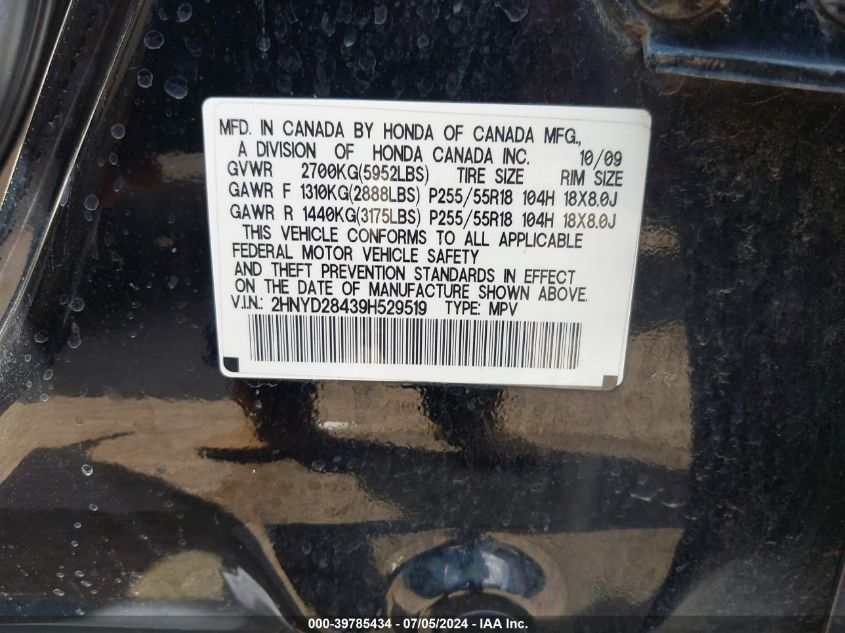 MFD. IN CANADA BY HONDA OF CANADA MFG.,
A DIVISION OF HONDA CANADA INC. 10/09
GVWR 2700KG(5952LBS) TIRE SIZE RIM SIZE
GAWR F 1310KG(2888LBS) P255/55R18 104H 18X8.0J
GAWR R 1440KG(3175LBS) P255/55R18 104H 18X8.0J
THIS VEHICLE CONFORMS TO ALL APPLICABLE
FEDERAL MOTOR VEHICLE SAFETY
AND THEFT PREVENTION STANDARDS IN EFFECT
ON THE DATE OF MANUFACTURE SHOWN ABOVE.
V.I.N.: 2HNYD28439H529519 TYPE: MPV
000-39785434 - 07/05/2024 - IAAI.com